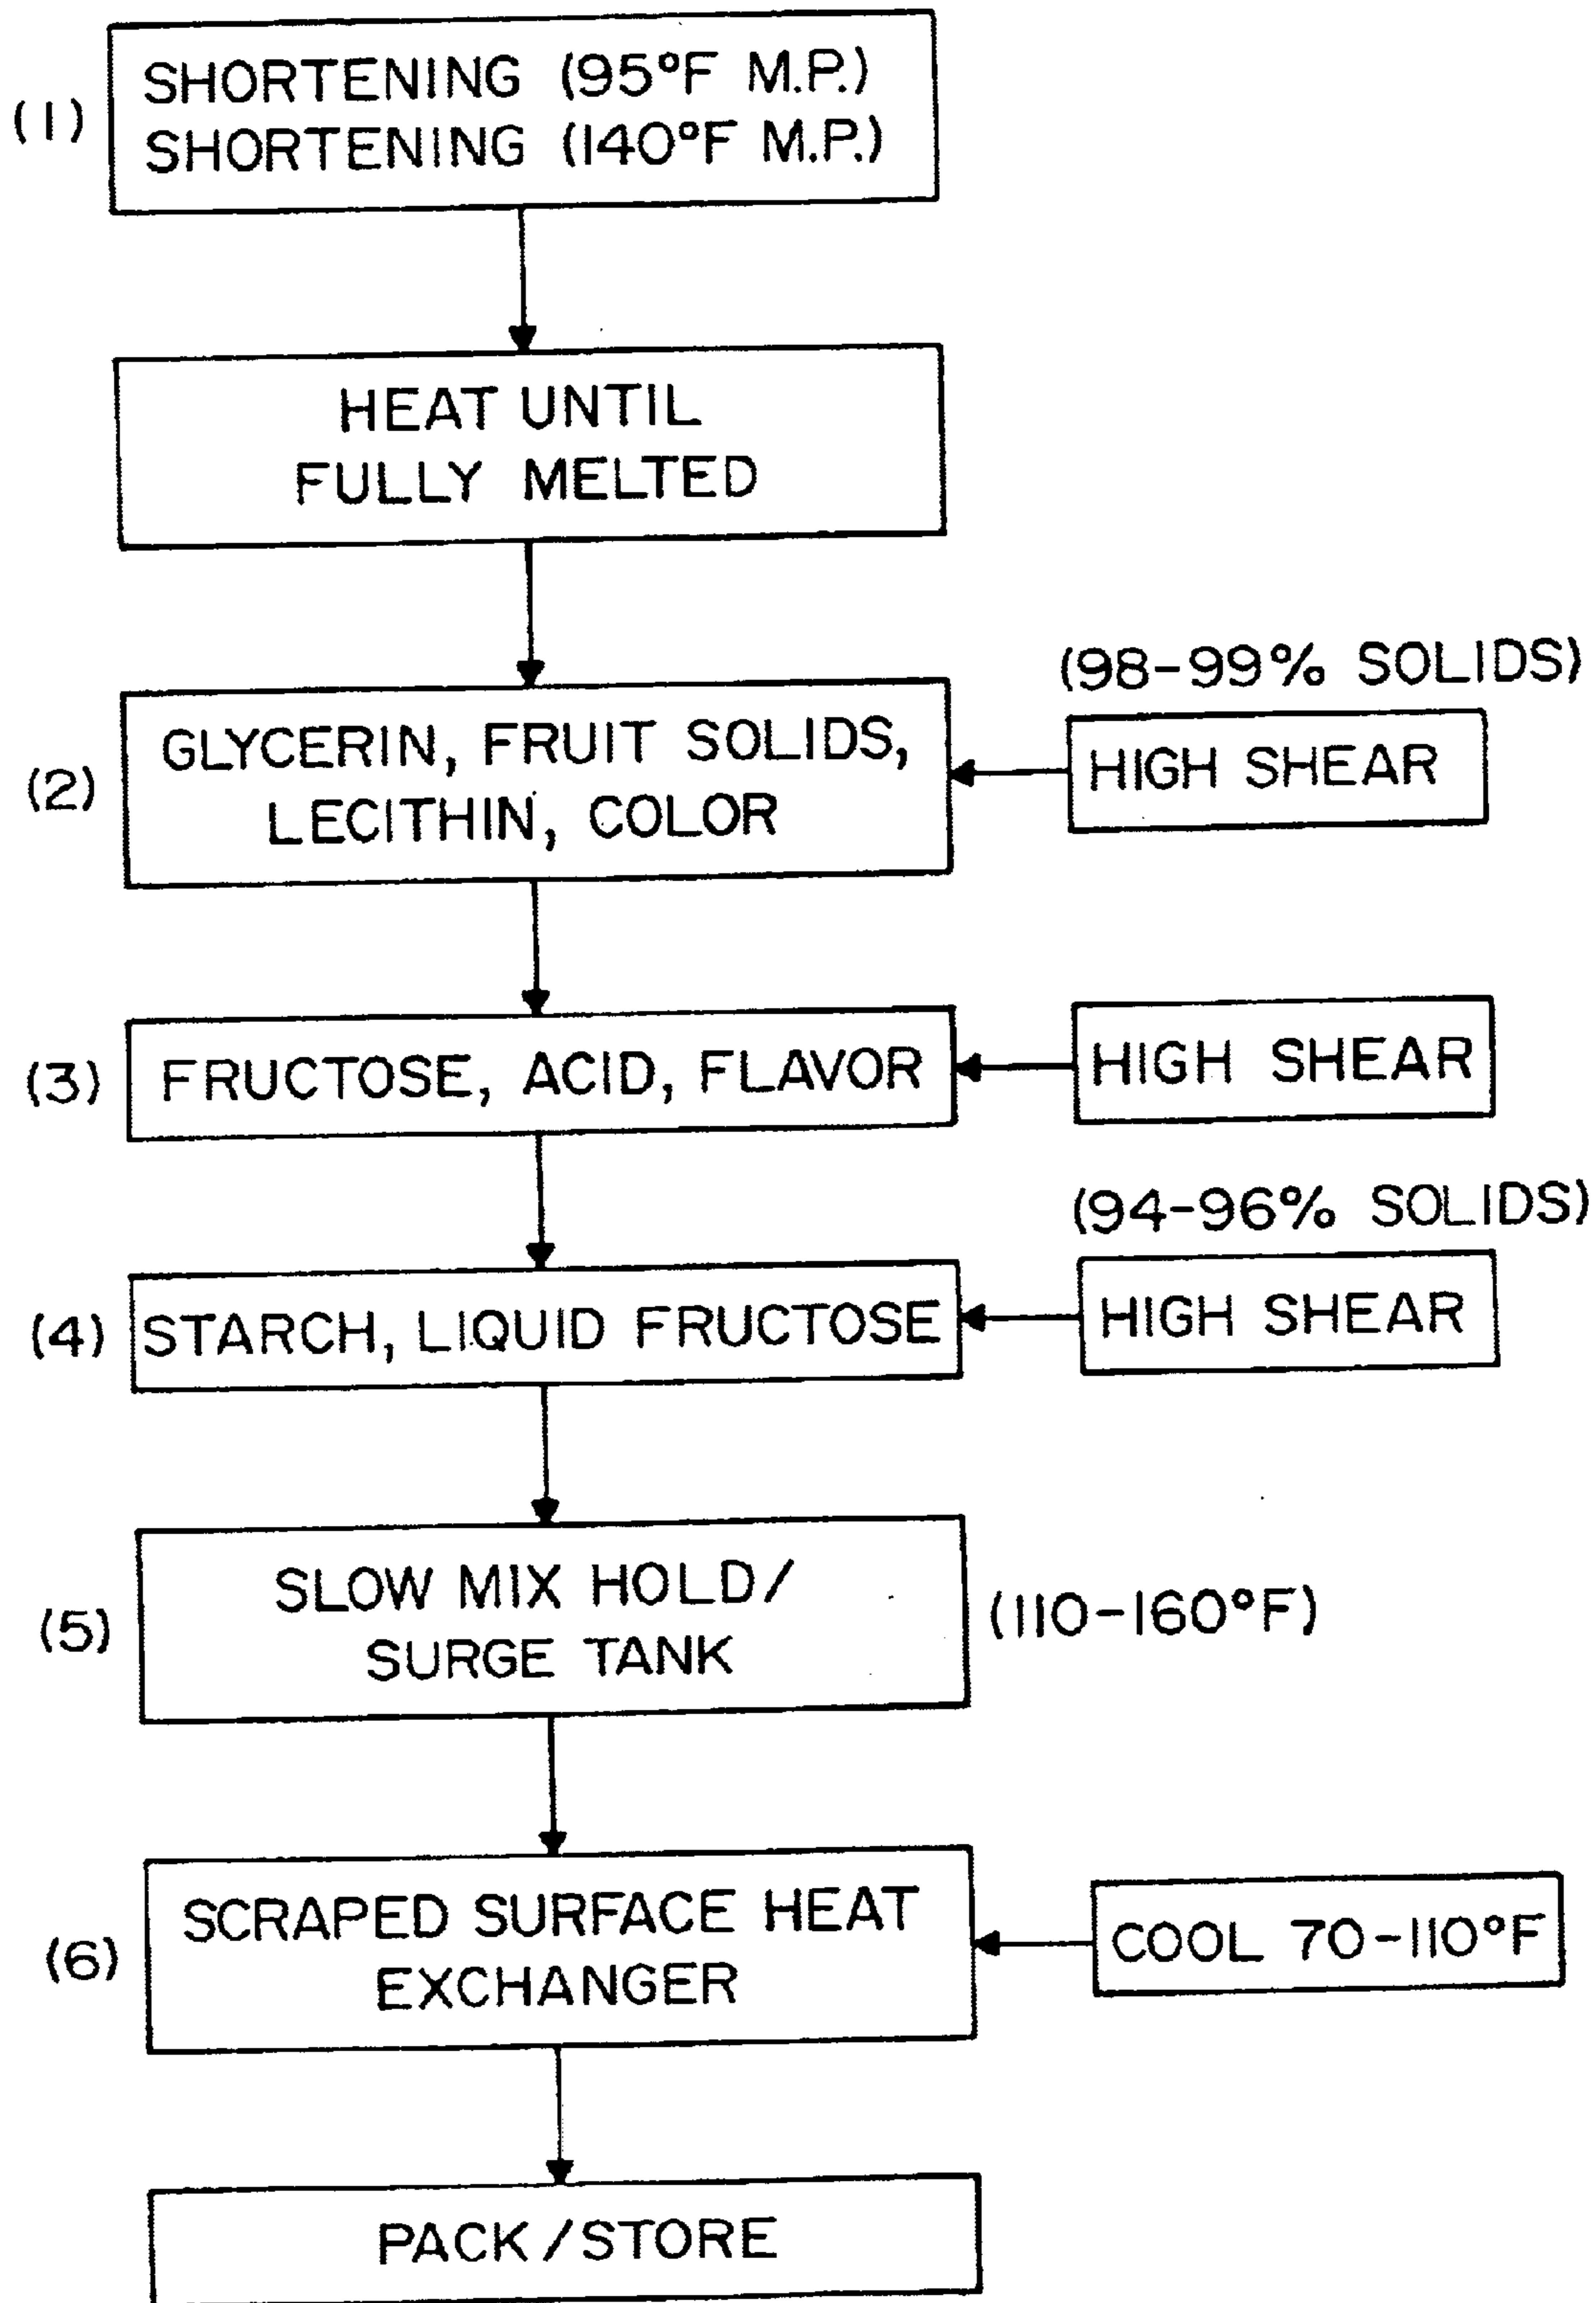 (1)
SHORTENING (95°F M.P.)
SHORTENING (140°F M.P.)
HEAT UNTIL
FULLY MELTED
(98-99% SOLIDS)
(2)
GLYCERIN, FRUIT SOLIDS,
LECITHIN, COLOR
HIGH SHEAR
(3)
FRUCTOSE, ACID, FLAVOR
HIGH SHEAR
(94-96% SOLIDS)
(4)
STARCH, LIQUID FRUCTOSE
HIGH SHEAR
(5)
SLOW MIX HOLD/
SURGE TANK
(110-160°F)
(6)
SCRAPED SURFACE HEAT
EXCHANGER
COOL 70-110°F
PACK/STORE